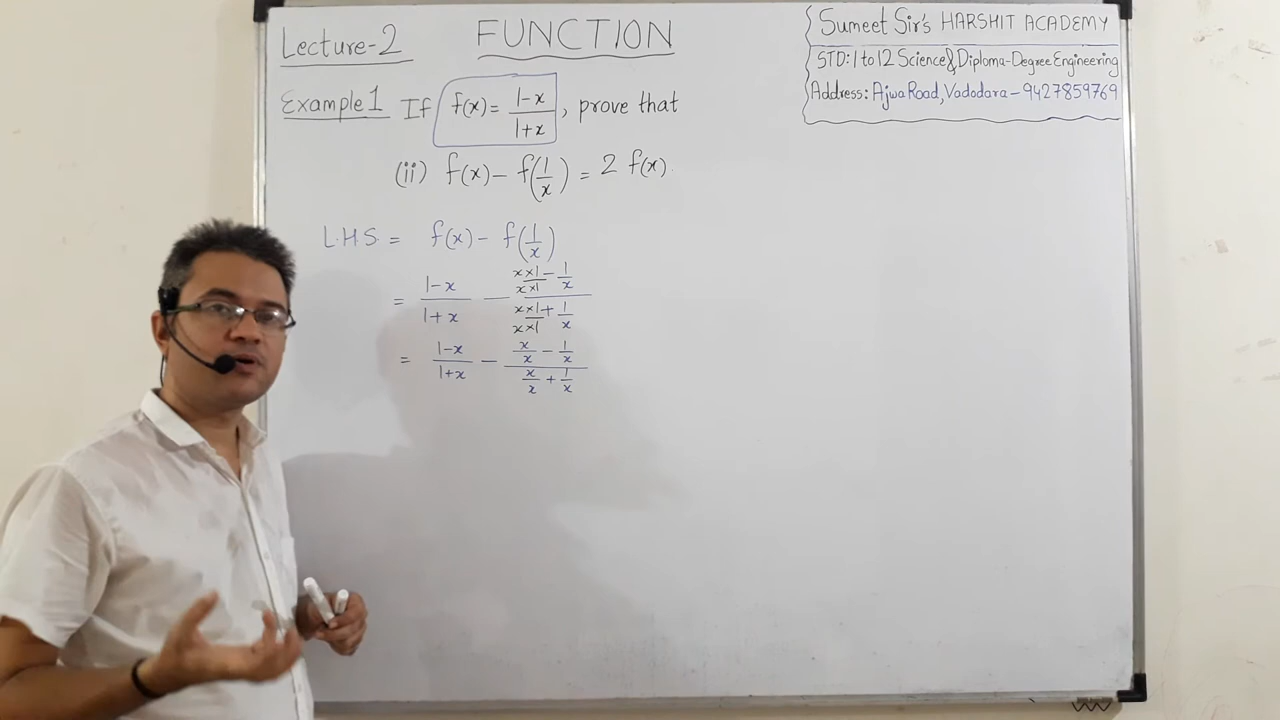 Lecture-2
FUNCTION
Sumeet Sir's HARSHIT ACADEMY
STD: 1 to 12 Science & Diploma-Degree Engineering
Address: Ajwa Road, Vadodara - 9427859769
Example 1 If f(x) = (1-x)/(1+x), prove that
(ii) f(x) - f(1/x) = 2 f(x).
L.H.S. = f(x) - f(1/x)
= (1-x)/(1+x) - ((x×1)/(x×1) - 1/x)/((x×1)/(x×1) + 1/x)
= (1-x)/(1+x) - (x/x - 1/x)/(x/x + 1/x)